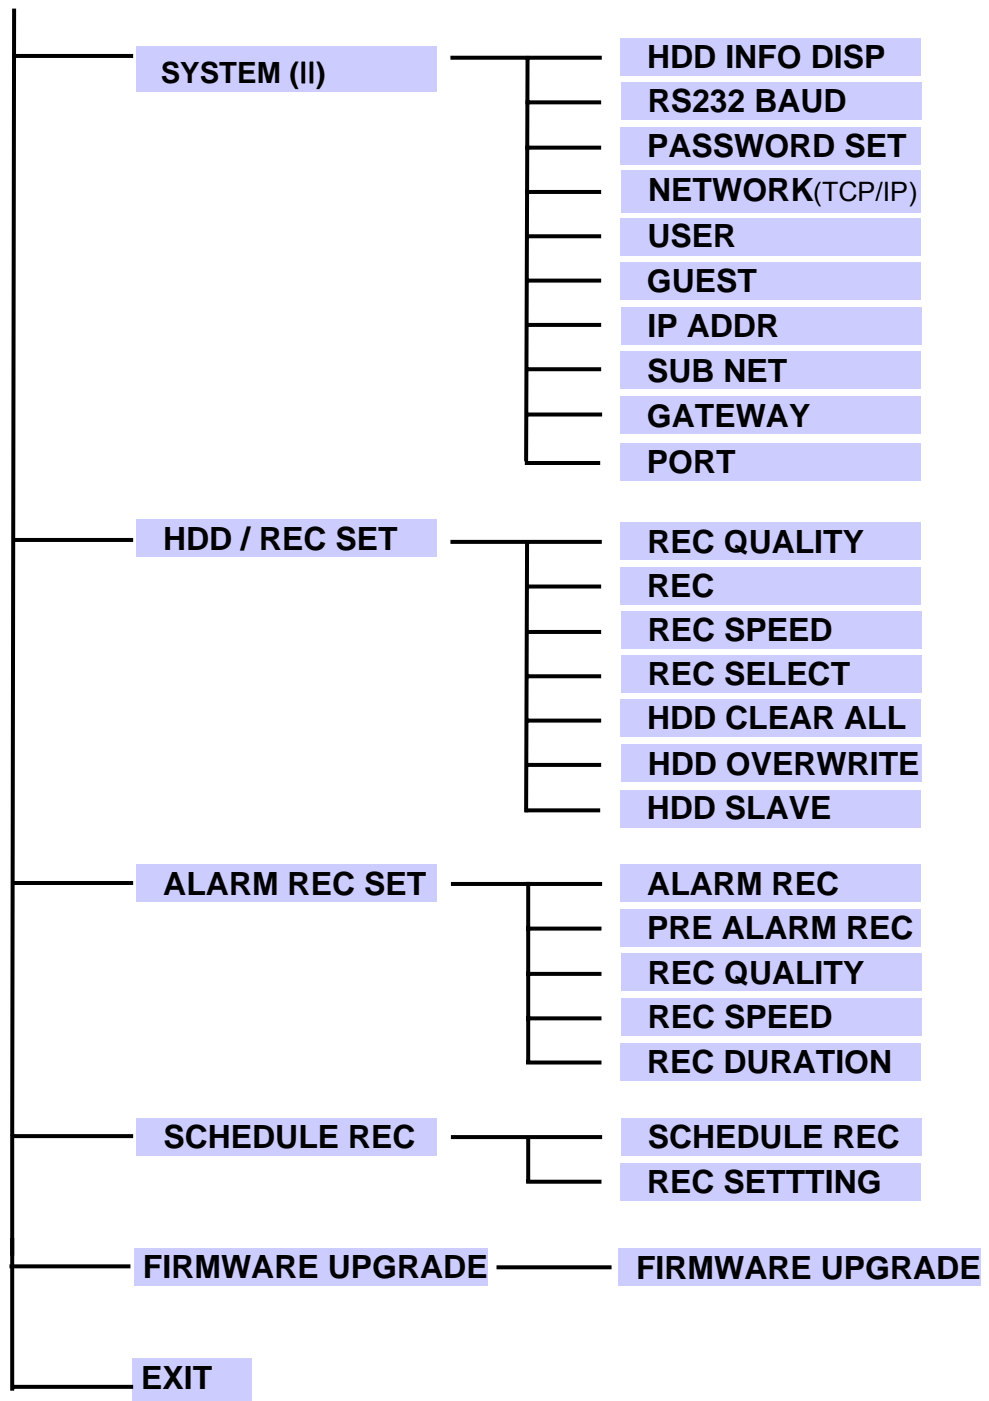 SYSTEM (II)
HDD INFO DISP
RS232 BAUD
PASSWORD SET
NETWORK(TCP/IP)
USER
GUEST
IP ADDR
SUB NET
GATEWAY
PORT
HDD / REC SET
REC QUALITY
REC
REC SPEED
REC SELECT
HDD CLEAR ALL
HDD OVERWRITE
HDD SLAVE
ALARM REC SET
ALARM REC
PRE ALARM REC
REC QUALITY
REC SPEED
REC DURATION
SCHEDULE REC
SCHEDULE REC
REC SETTTING
FIRMWARE UPGRADE
FIRMWARE UPGRADE
EXIT